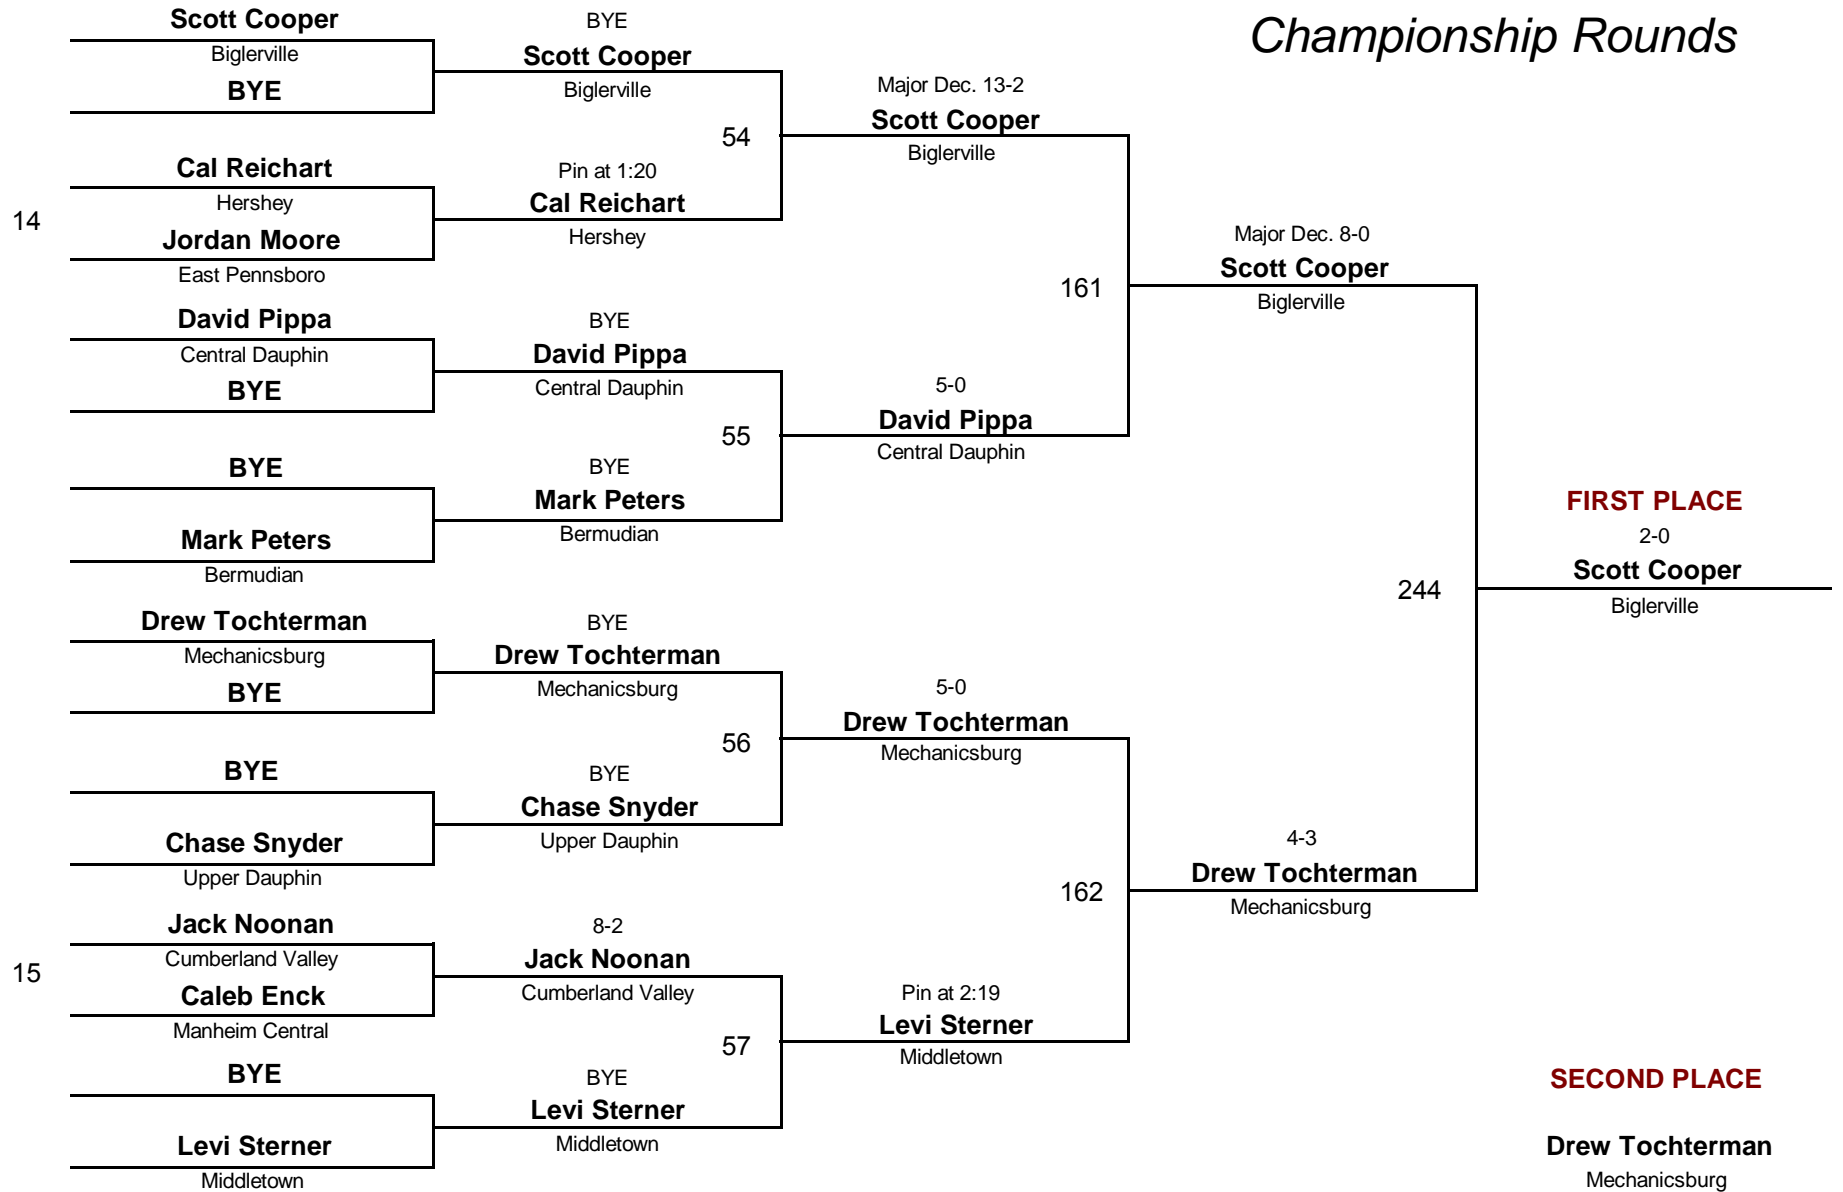 Championship Rounds
Scott Cooper
Biglerville
BYE
14
Cal Reichart
Hershey
Jordan Moore
East Pennsboro
David Pippa
Central Dauphin
BYE
BYE
Mark Peters
Bermudian
Drew Tochterman
Mechanicsburg
BYE
BYE
Chase Snyder
Upper Dauphin
15
Jack Noonan
Cumberland Valley
Caleb Enck
Manheim Central
BYE
Levi Sterner
Middletown
BYE
Scott Cooper
Biglerville
54
Pin at 1:20
Cal Reichart
Hershey
BYE
David Pippa
Central Dauphin
55
BYE
Mark Peters
Bermudian
BYE
Drew Tochterman
Mechanicsburg
56
BYE
Chase Snyder
Upper Dauphin
8-2
Jack Noonan
Cumberland Valley
57
BYE
Levi Sterner
Middletown
Major Dec. 13-2
Scott Cooper
Biglerville
161
5-0
David Pippa
Central Dauphin
5-0
Drew Tochterman
Mechanicsburg
162
Pin at 2:19
Levi Sterner
Middletown
Major Dec. 8-0
Scott Cooper
Biglerville
244
4-3
Drew Tochterman
Mechanicsburg
FIRST PLACE
2-0
Scott Cooper
Biglerville
SECOND PLACE
Drew Tochterman
Mechanicsburg